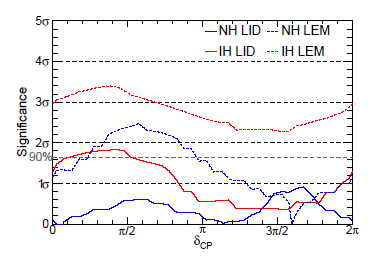 5σ
NH LID
NH LEM
IH LID
IH LEM
4σ
3σ
2σ
90%
1σ
0
Significance
0
π/2
π
3π/2
2π
δCP